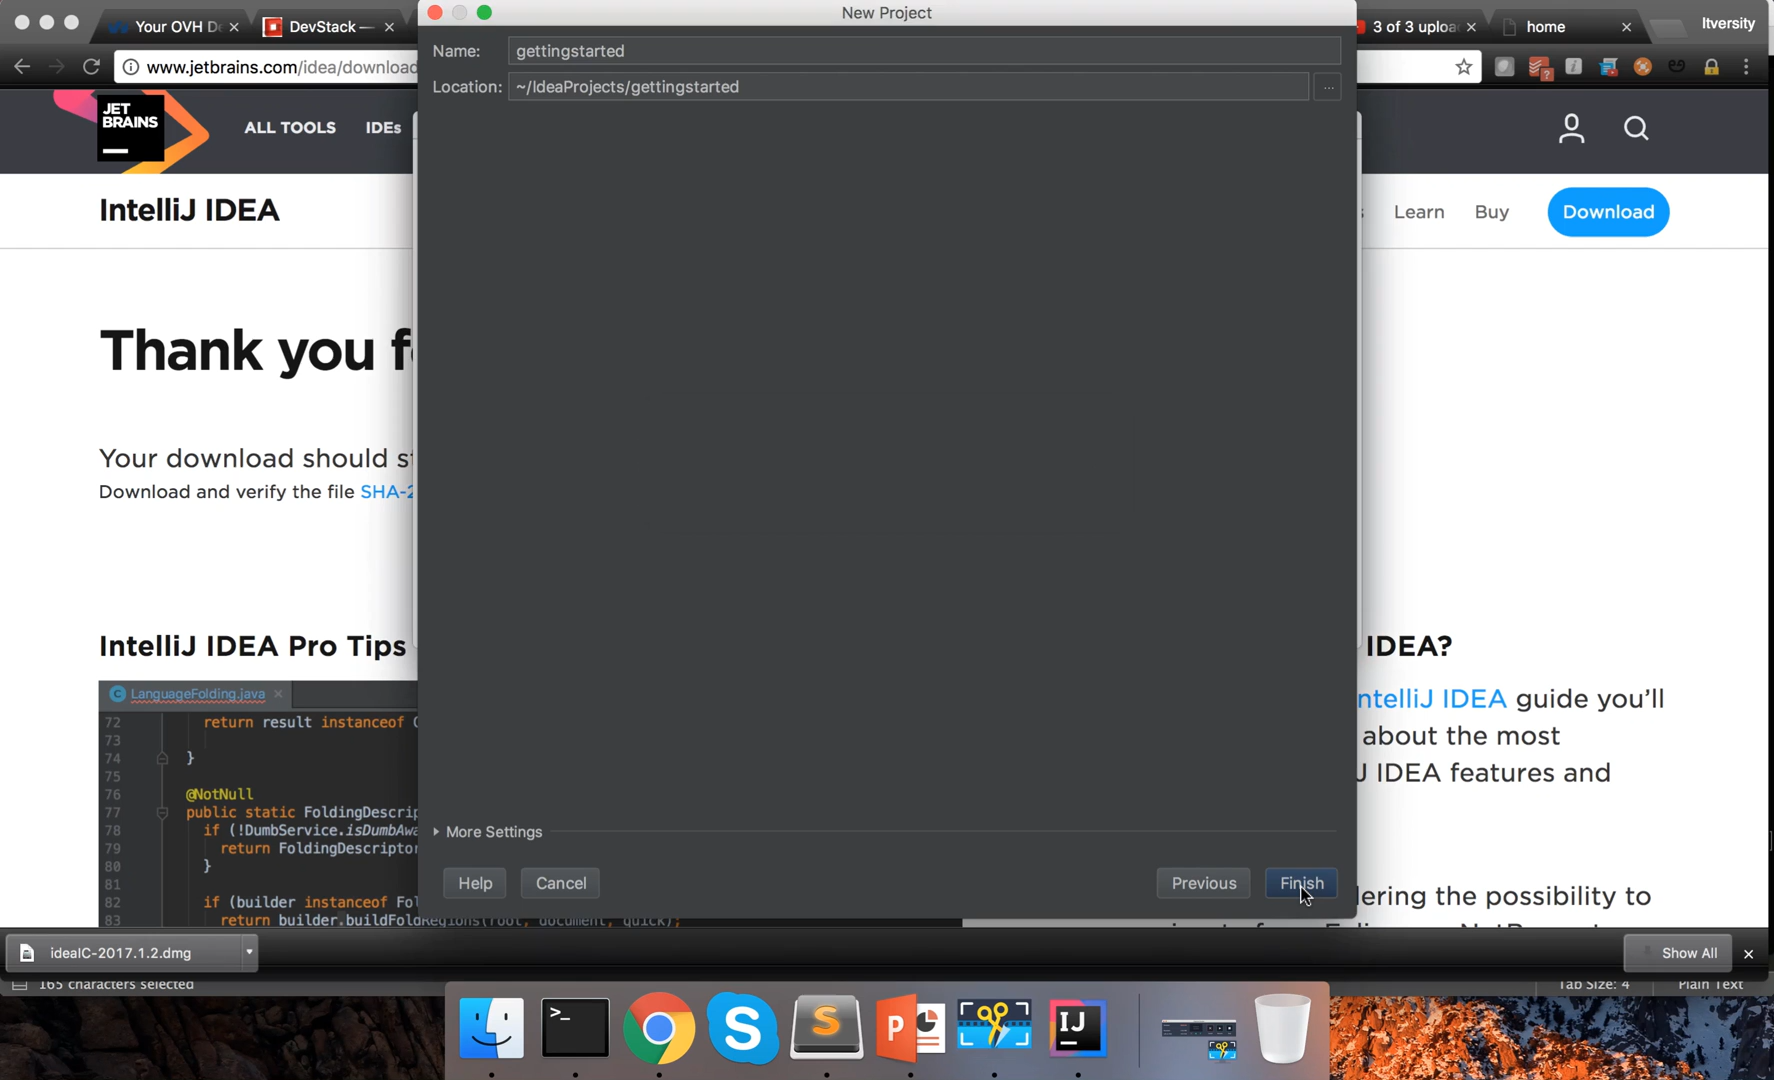 Your OVH De
DevStack —
New Project
3 of 3 uploa
home
Itversity
www.jetbrains.com/idea/download
Name:
gettingstarted
Location:
~/IdeaProjects/gettingstarted
...
JET
BRAINS
ALL TOOLS
IDEs
IntelliJ IDEA
Learn
Buy
Download
Thank you f
Your download should st
Download and verify the file SHA-2
IntelliJ IDEA Pro Tips
IDEA?
ntelliJ IDEA guide you'll
about the most
J IDEA features and
LanguageFolding.java
72 return result instanceof
73
74 }
75
76 @NotNull
77 public static FoldingDescrip
78 if (!DumbService.isDumbAwa
79 return FoldingDescriptor
80 }
81
82 if (builder instanceof Fol
83 return builder.buildFoldRegions(root, document, quick);
More Settings
Help
Cancel
Previous
Finish
lering the possibility to
ideaIC-2017.1.2.dmg
Show All
165 characters selected
Tab Size: 4
Plain Text
>_
S
S
P
IJ